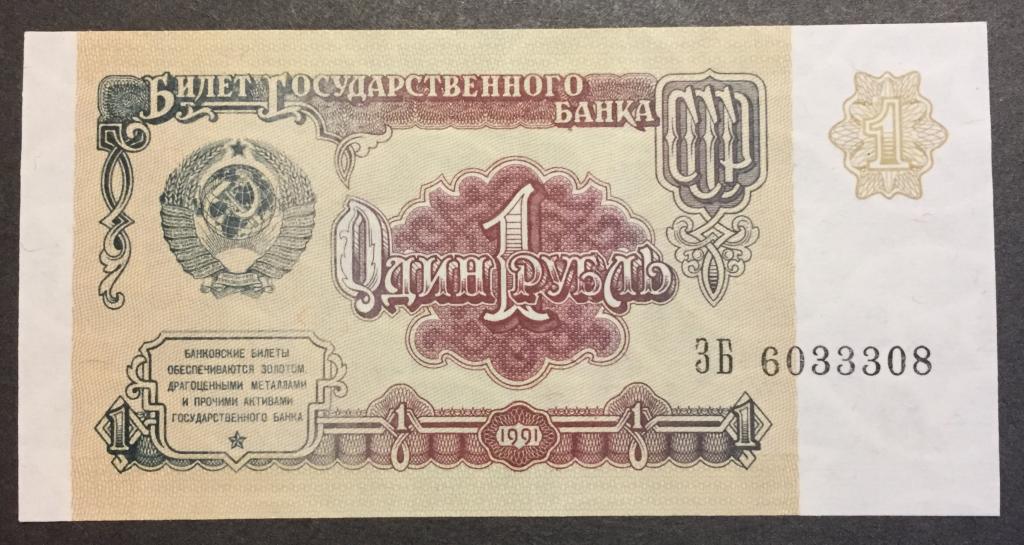 Билет Государственного
Банка
СССР
1
Один 1 рубль
БАНКОВСКИЕ БИЛЕТЫ
ОБЕСПЕЧИВАЮТСЯ ЗОЛОТОМ,
ДРАГОЦЕННЫМИ МЕТАЛЛАМИ
И ПРОЧИМИ АКТИВАМИ
ГОСУДАРСТВЕННОГО БАНКА
ЗБ 6033308
1 1 1991 1 1